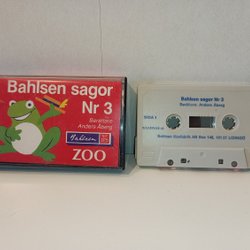 Bahlsen sagor
Nr 3
Berättare:
Anders Åberg
Bahlsen
ZOO
SIDA 1
Bahlsen sagor Nr 3
Berättare: Anders Åberg